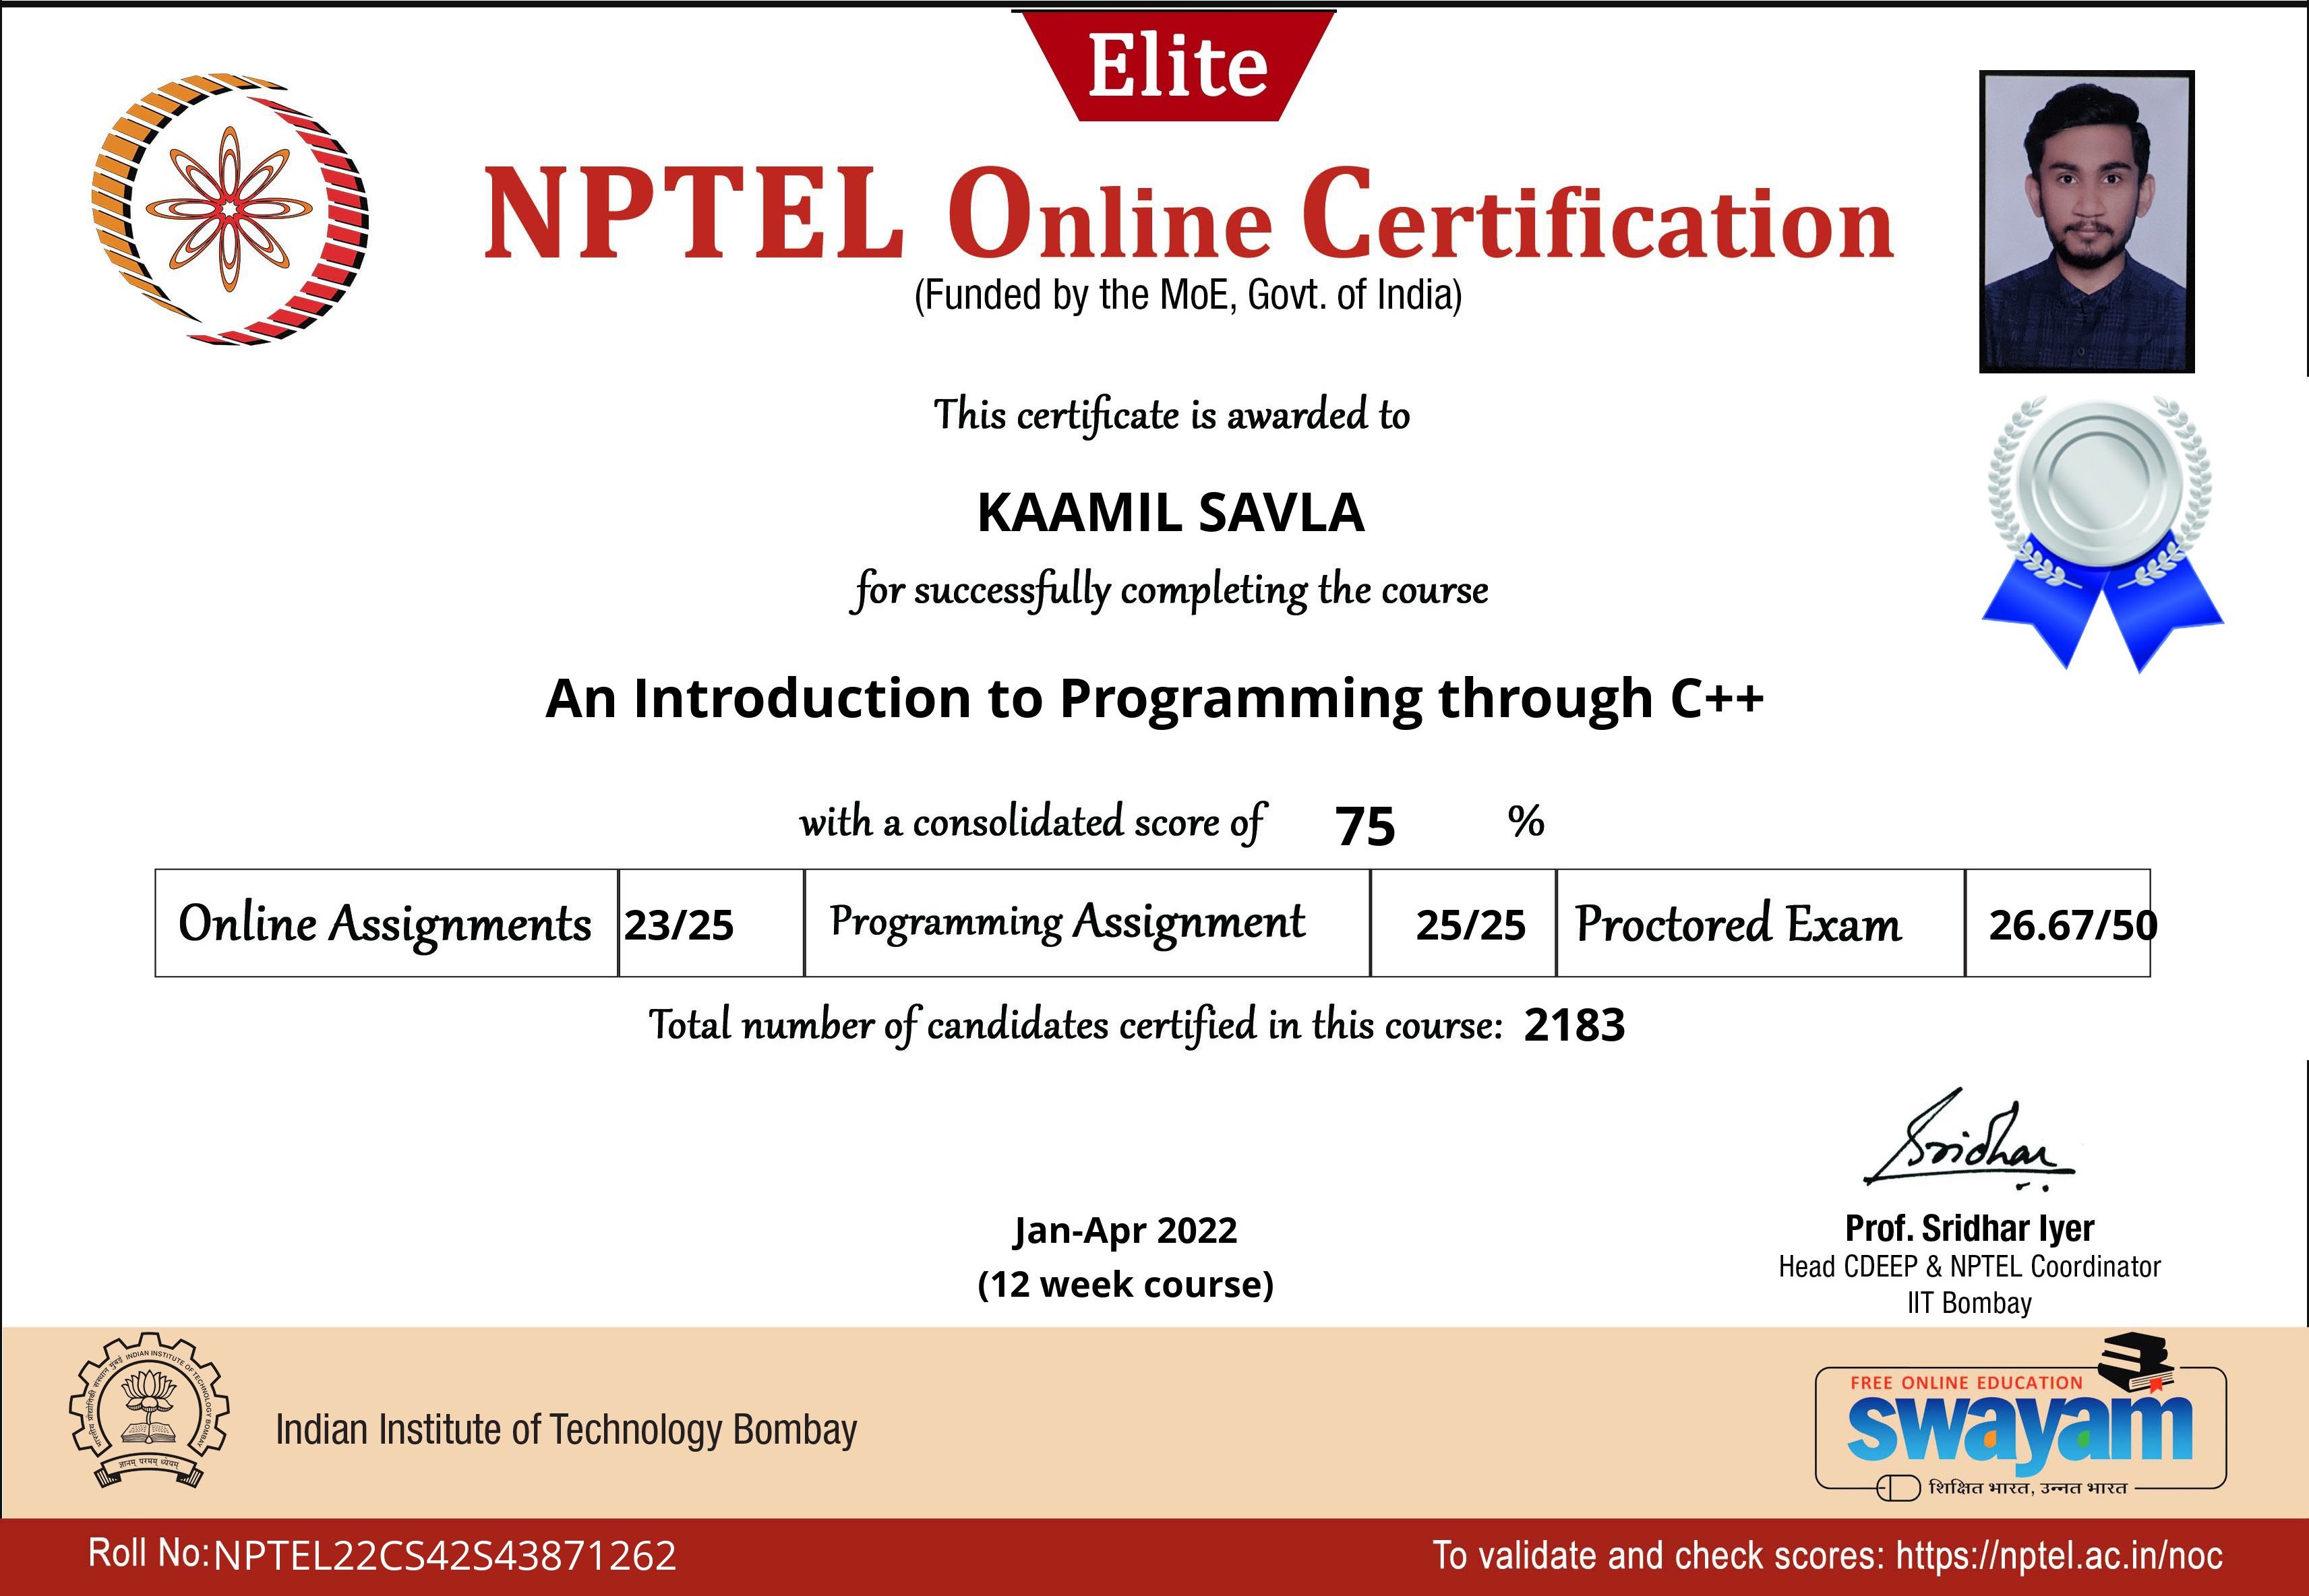 Elite
NPTEL Online Certification
(Funded by the MoE, Govt. of India)
This certificate is awarded to
KAAMIL SAVLA
for successfully completing the course
An Introduction to Programming through C++
with a consolidated score of 75 %
Online Assignments 23/25 Programming Assignment 25/25 Proctored Exam 26.67/50
Total number of candidates certified in this course: 2183
Sridhar
Jan-Apr 2022
(12 week course)
Prof. Sridhar Iyer
Head CDEEP & NPTEL Coordinator
IIT Bombay
भारतीय प्रौद्योगिकी संस्थान मुंबई INDIAN INSTITUTE OF TECHNOLOGY BOMBAY
ज्ञानम् परमम् ध्येयम्
Indian Institute of Technology Bombay
FREE ONLINE EDUCATION
swayam
शिक्षित भारत, उन्नत भारत
Roll No:NPTEL22CS42S43871262
To validate and check scores: https://nptel.ac.in/noc